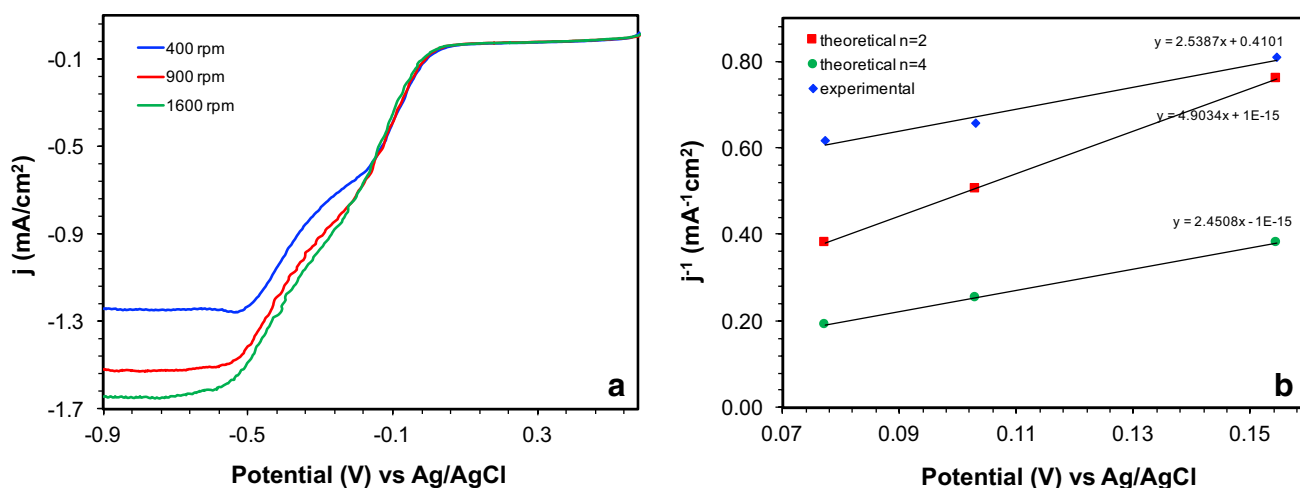 -0.1
-0.5
-0.9
-1.3
-1.7
j (mA/cm²)
400 rpm
900 rpm
1600 rpm
a
-0.9
-0.5
-0.1
0.3
Potential (V) vs Ag/AgCl
0.80
0.60
0.40
0.20
0.00
j⁻¹ (mA⁻¹cm²)
theoretical n=2
theoretical n=4
experimental
y = 2.5387x + 0.4101
y = 4.9034x + 1E-15
y = 2.4508x - 1E-15
b
0.07
0.09
0.11
0.13
0.15
Potential (V) vs Ag/AgCl